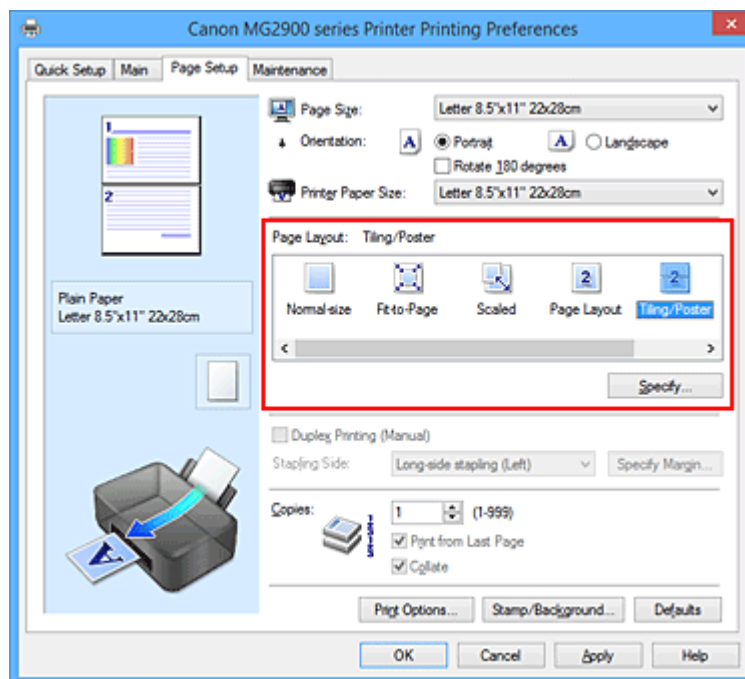 Canon MG2900 series Printer Printing Preferences
Quick Setup Main Page Setup Maintenance
1
2
Plain Paper
Letter 8.5"x11" 22x28cm
Page Size: Letter 8.5"x11" 22x28cm
Orientation: A Portrait A Landscape
Rotate 180 degrees
Printer Paper Size: Letter 8.5"x11" 22x28cm
Page Layout: Tiling/Poster
2 2
Normal-size Fit-to-Page Scaled Page Layout Tiling/Poster
Specify...
Duplex Printing (Manual)
Stapling Side: Long-side stapling (Left) Specify Margin...
Copies: 1 (1-999)
Print from Last Page
Collate
A
Print Options... Stamp/Background... Defaults
OK Cancel Apply Help